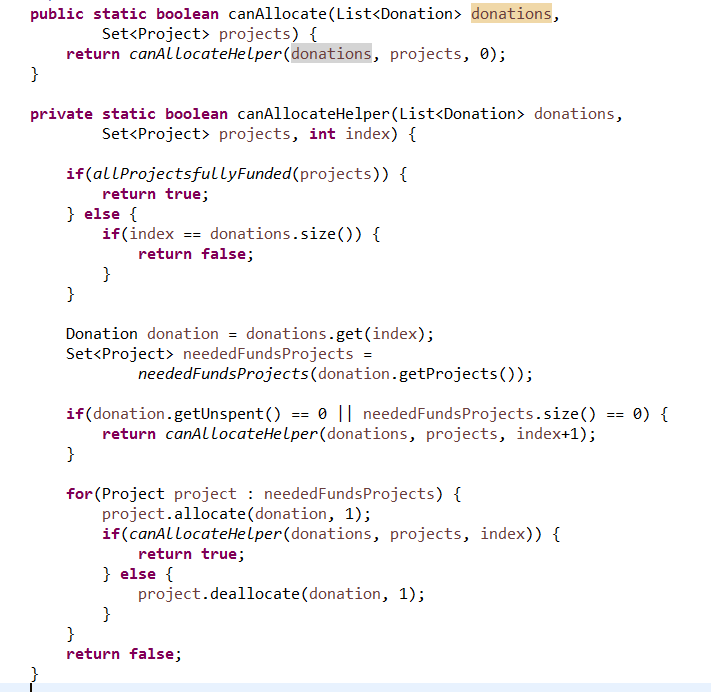 public static boolean canAllocate(List<Donation> donations,
        Set<Project> projects) {
    return canAllocateHelper(donations, projects, 0);
}

private static boolean canAllocateHelper(List<Donation> donations,
        Set<Project> projects, int index) {

    if(allProjectsfullyFunded(projects)) {
        return true;
    } else {
        if(index == donations.size()) {
            return false;
        }
    }

    Donation donation = donations.get(index);
    Set<Project> neededFundsProjects =
            neededFundsProjects(donation.getProjects());

    if(donation.getUnspent() == 0 || neededFundsProjects.size() == 0) {
        return canAllocateHelper(donations, projects, index+1);
    }

    for(Project project : neededFundsProjects) {
        project.allocate(donation, 1);
        if(canAllocateHelper(donations, projects, index)) {
            return true;
        } else {
            project.deallocate(donation, 1);
        }
    }
    return false;
}